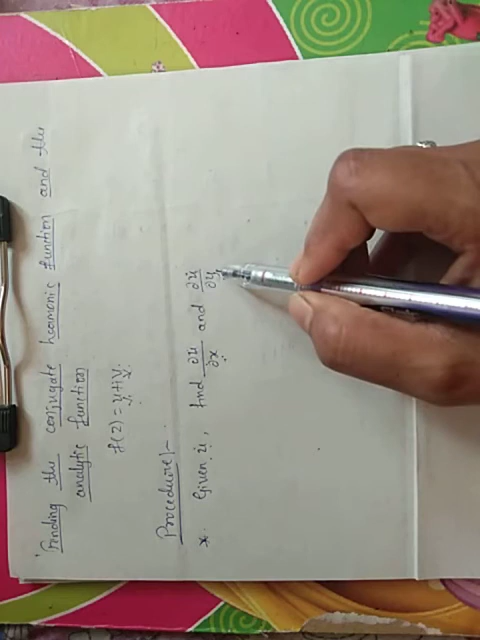 Finding the conjugate harmonic function and the
analytic function
f(z) = u+iv.
Procedure:-
* Given u, find ∂u/∂x and ∂u/∂y